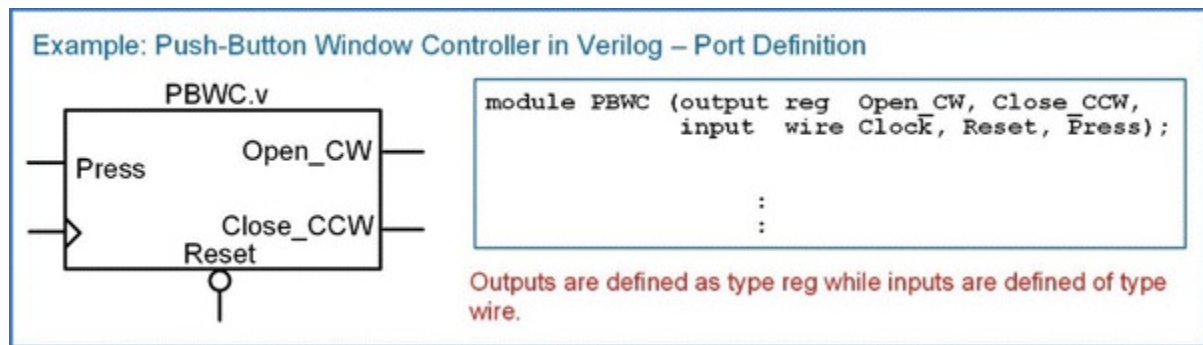 Example: Push-Button Window Controller in Verilog – Port Definition
PBWC.v
Press
Open_CW
Close_CCW
Reset
module PBWC (output reg Open_CW, Close_CCW,
input wire Clock, Reset, Press);
:
:
Outputs are defined as type reg while inputs are defined of type
wire.